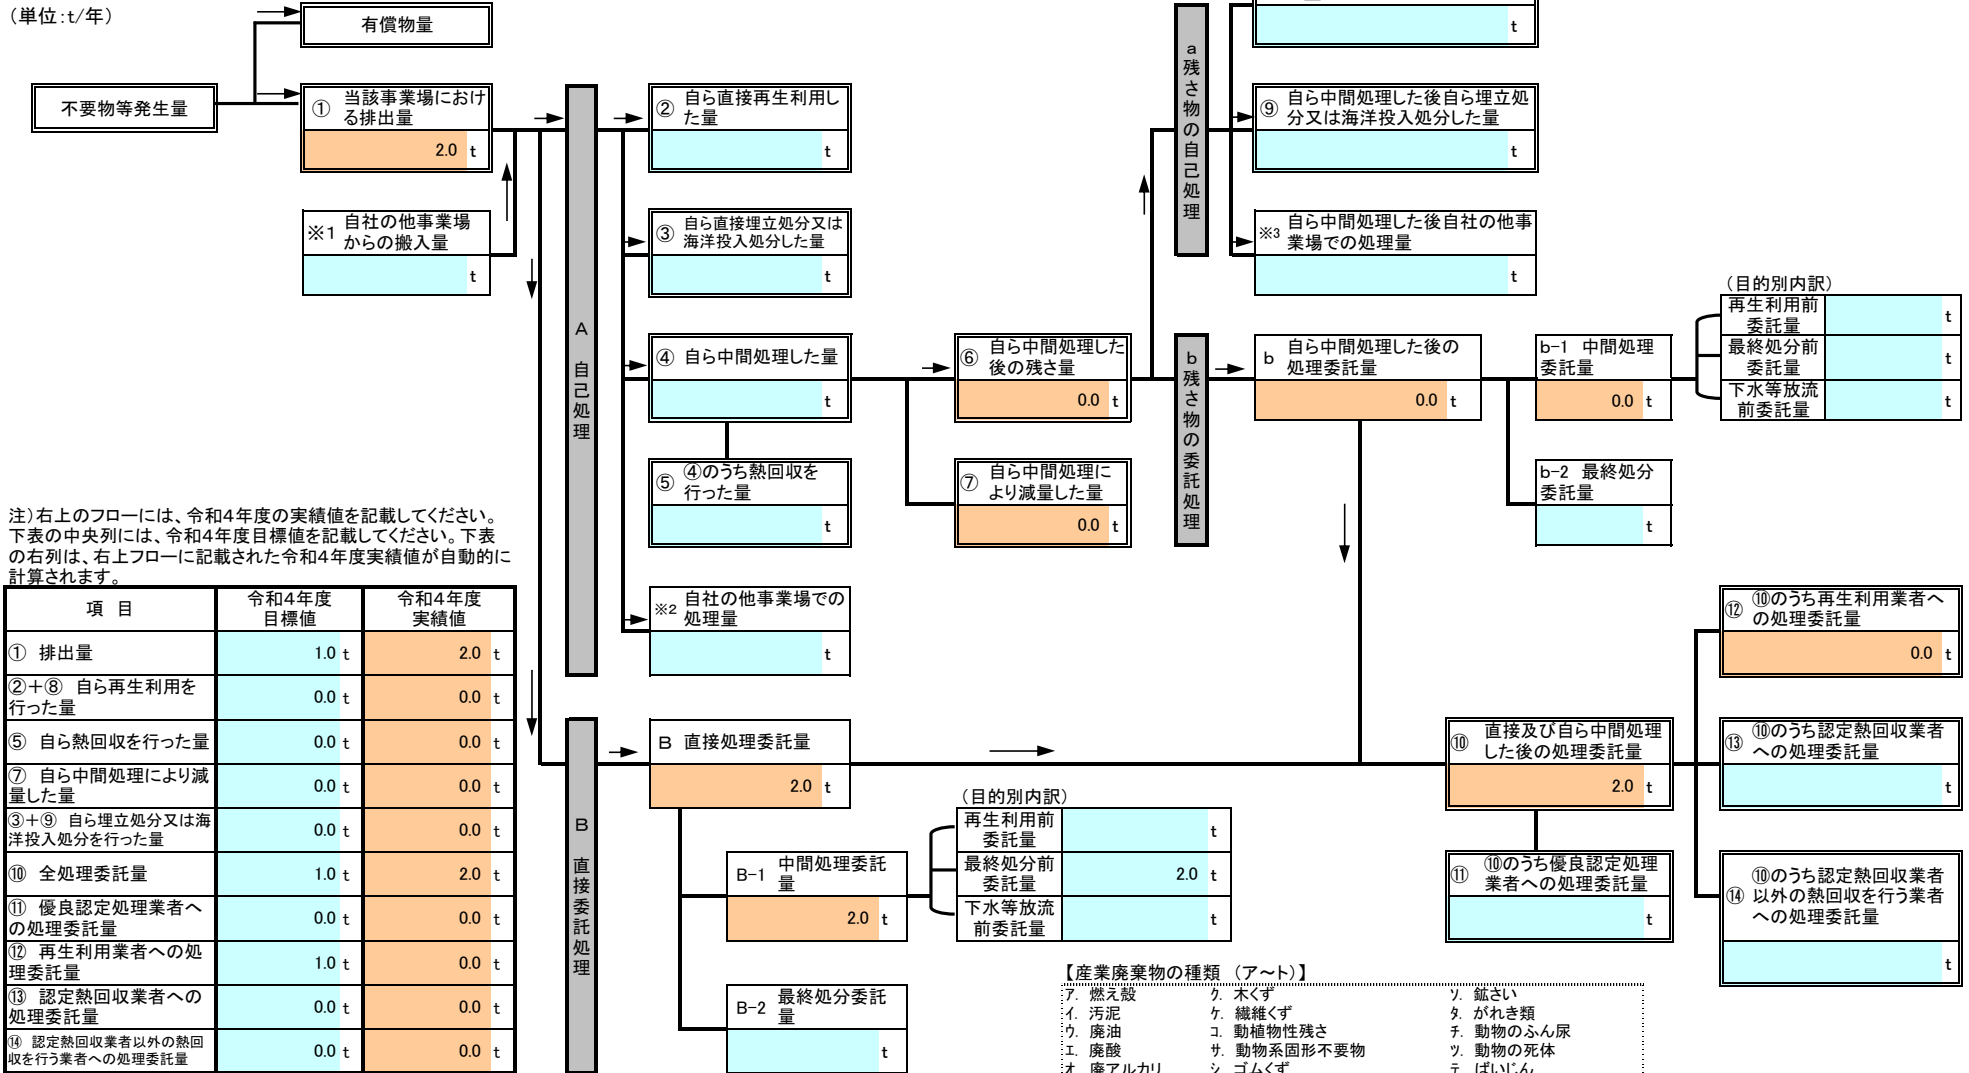 (単位:t/年)
有償物量
不要物等発生量
① 当該事業場におけ
る排出量
2.0 t
※1 自社の他事業場
からの搬入量
t
A 自己処理
② 自ら直接再生利用し
た量
t
③ 自ら直接埋立処分又は
海洋投入処分した量
t
④ 自ら中間処理した量
t
⑤ ④のうち熱回収を
行った量
t
※2 自社の他事業場での
処理量
t
⑥ 自ら中間処理した
後の残さ量
0.0 t
⑦ 自ら中間処理に
より減量した量
0.0 t
a 残さ物の自己処理
t
⑨ 自ら中間処理した後自ら埋立処
分又は海洋投入処分した量
t
※3 自ら中間処理した後自社の他事
業場での処理量
t
b 残さ物の委託処理
b 自ら中間処理した後の
処理委託量
0.0 t
b-1 中間処理
委託量
0.0 t
b-2 最終処分
委託量
t
(目的別内訳)
再生利用前
委託量
t
最終処分前
委託量
t
下水等放流
前委託量
t
注)右上のフローには、令和4年度の実績値を記載してください。
下表の中央列には、令和4年度目標値を記載してください。下表
の右列は、右上フローに記載された令和4年度実績値が自動的に
計算されます。
項 目 令和4年度
目標値 令和4年度
実績値
① 排出量 1.0 t 2.0 t
②+⑧ 自ら再生利用を
行った量 0.0 t 0.0 t
⑤ 自ら熱回収を行った量 0.0 t 0.0 t
⑦ 自ら中間処理により減
量した量 0.0 t 0.0 t
③+⑨ 自ら埋立処分又は海
洋投入処分を行った量 0.0 t 0.0 t
⑩ 全処理委託量 1.0 t 2.0 t
⑪ 優良認定処理業者へ
の処理委託量 0.0 t 0.0 t
⑫ 再生利用業者への処
理委託量 1.0 t 0.0 t
⑬ 認定熱回収業者への
処理委託量 0.0 t 0.0 t
⑭ 認定熱回収業者以外の熱回
収を行う業者への処理委託量 0.0 t 0.0 t
B 直接委託処理
B 直接処理委託量
2.0 t
B-1 中間処理委託
量
2.0 t
B-2 最終処分委託
量
t
(目的別内訳)
再生利用前
委託量
t
最終処分前
委託量
2.0 t
下水等放流
前委託量
t
⑩ 直接及び自ら中間処理
した後の処理委託量
2.0 t
⑪ ⑩のうち優良認定処理
業者への処理委託量
t
⑫ ⑩のうち再生利用業者へ
の処理委託量
0.0 t
⑬ ⑩のうち認定熱回収業者
への処理委託量
t
⑭ ⑩のうち認定熱回収業者
以外の熱回収を行う業者
への処理委託量
t
【産業廃棄物の種類 (ア~ト)】
ア. 燃え殻 ク. 木くず ソ. 鉱さい
イ. 汚泥 ケ. 繊維くず タ. がれき類
ウ. 廃油 コ. 動植物性残さ チ. 動物のふん尿
エ. 廃酸 サ. 動物系固形不要物 ツ. 動物の死体
オ. 廃アルカリ シ. ゴムくず テ. ばいじん